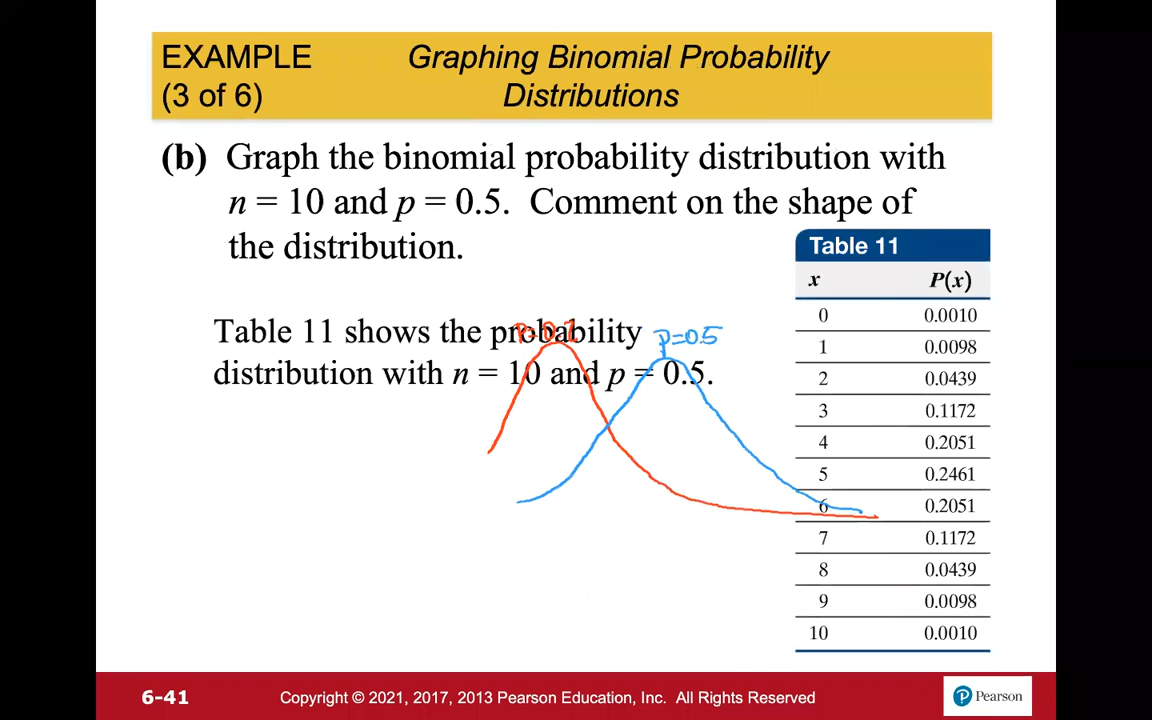 EXAMPLE
(3 of 6)
Graphing Binomial Probability
Distributions
(b) Graph the binomial probability distribution with
n = 10 and p = 0.5. Comment on the shape of
the distribution.
Table 11 shows the probability
distribution with n = 10 and p = 0.5.
p=0.2
p=0.5
Table 11
x P(x)
0 0.0010
1 0.0098
2 0.0439
3 0.1172
4 0.2051
5 0.2461
6 0.2051
7 0.1172
8 0.0439
9 0.0098
10 0.0010
6-41
Copyright © 2021, 2017, 2013 Pearson Education, Inc. All Rights Reserved
P Pearson